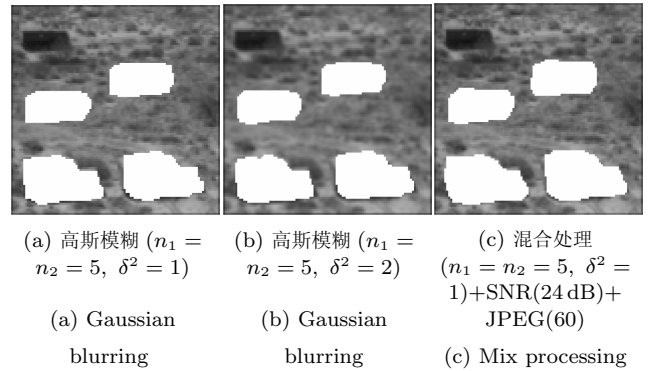 (a) 高斯模糊 (n₁ =
n₂ = 5, δ² = 1)
(a) Gaussian
blurring
(b) 高斯模糊 (n₁ =
n₂ = 5, δ² = 2)
(b) Gaussian
blurring
(c) 混合处理
(n₁ = n₂ = 5, δ² =
1)+SNR(24 dB)+
JPEG(60)
(c) Mix processing